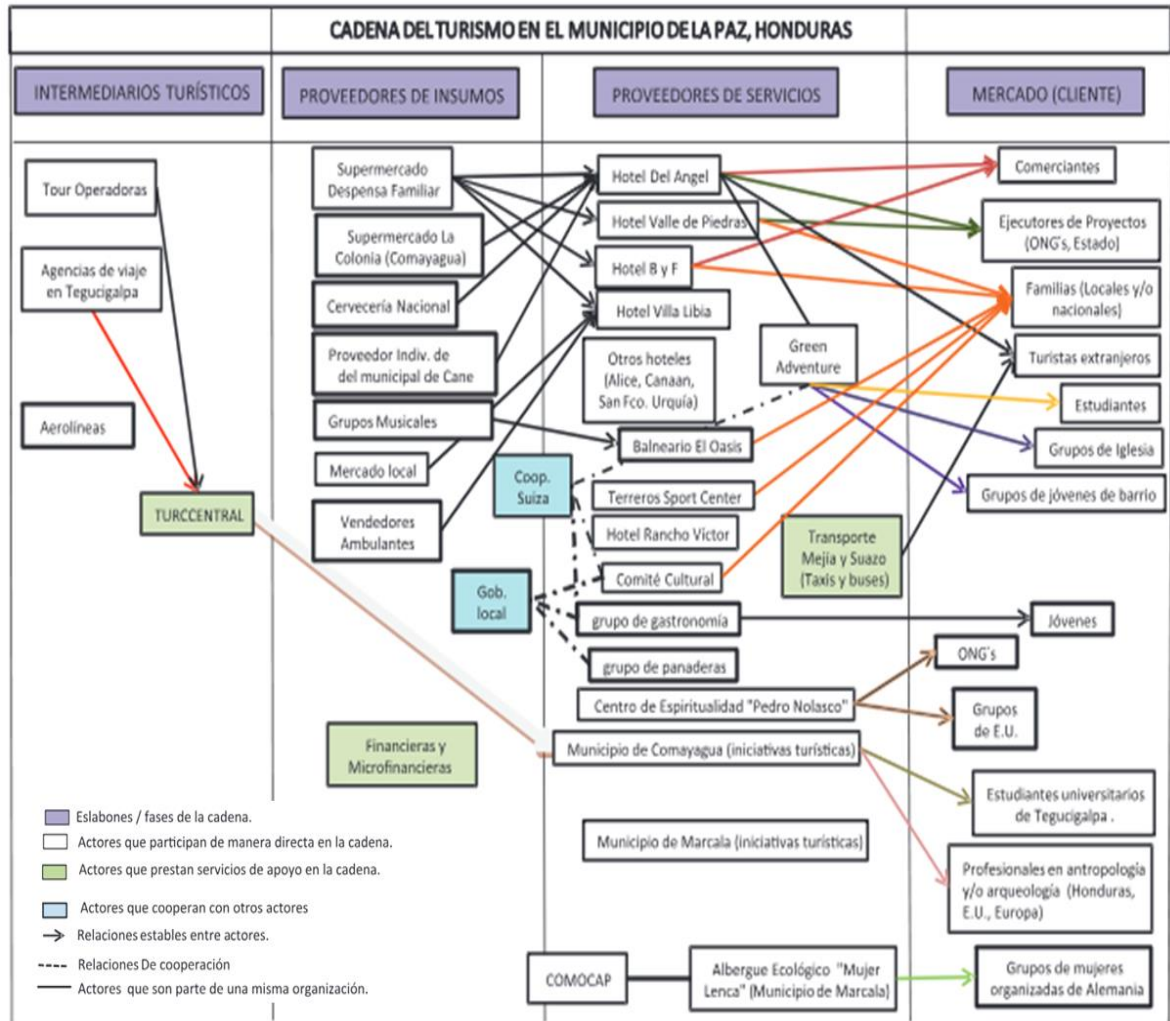 CADENA DEL TURISMO EN EL MUNICIPIO DE LA PAZ, HONDURAS
INTERMEDIARIOS TURÍSTICOS
PROVEEDORES DE INSUMOS
PROVEEDORES DE SERVICIOS
MERCADO (CLIENTE)
Tour Operadoras
Agencias de viaje
en Tegucigalpa
Aerolíneas
TURCCENTRAL
Supermercado
Despensa Familiar
Supermercado La
Colonia (Comayagua)
Cervecería Nacional
Proveedor Indiv. de
del municipal de Cane
Grupos Musicales
Mercado local
Vendedores
Ambulantes
Coop.
Suiza
Gob.
local
Financieras y
Microfinancieras
Hotel Del Angel
Hotel Valle de Piedras
Hotel B y F
Hotel Villa Libia
Otros hoteles
(Alice, Canaan,
San Fco. Urquía)
Green
Adventure
Balneario El Oasis
Terreros Sport Center
Hotel Rancho Víctor
Comité Cultural
Transporte
Mejía y Suazo
(Taxis y buses)
grupo de gastronomía
grupo de panaderas
Centro de Espiritualidad "Pedro Nolasco"
Municipio de Comayagua (iniciativas turísticas)
Municipio de Marcala (iniciativas turísticas)
COMOCAP
Albergue Ecológico "Mujer
Lenca" (Municipio de Marcala)
Comerciantes
Ejecutores de Proyectos
(ONG's, Estado)
Familias (Locales y/o
nacionales)
Turistas extranjeros
Estudiantes
Grupos de Iglesia
Grupos de jóvenes de barrio
Jóvenes
ONG´s
Grupos
de E.U.
Estudiantes universitarios
de Tegucigalpa .
Profesionales en antropología
y/o arqueología (Honduras,
E.U., Europa)
Grupos de mujeres
organizadas de Alemania
Eslabones / fases de la cadena.
Actores que participan de manera directa en la cadena.
Actores que prestan servicios de apoyo en la cadena.
Actores que cooperan con otros actores
Relaciones estables entre actores.
Relaciones De cooperación
Actores que son parte de una misma organización.